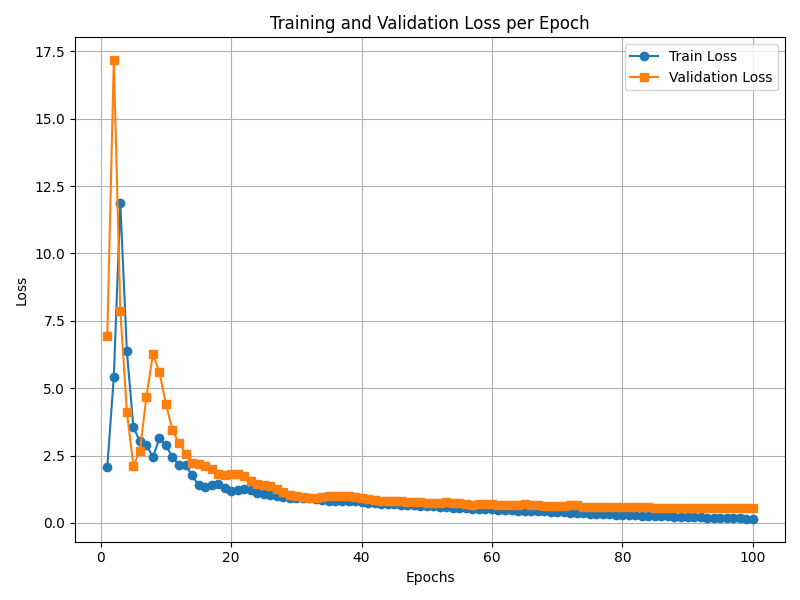 Training and Validation Loss per Epoch
Train Loss
Validation Loss
17.5
15.0
12.5
10.0
7.5
5.0
2.5
0.0
Loss
0 20 40 60 80 100
Epochs